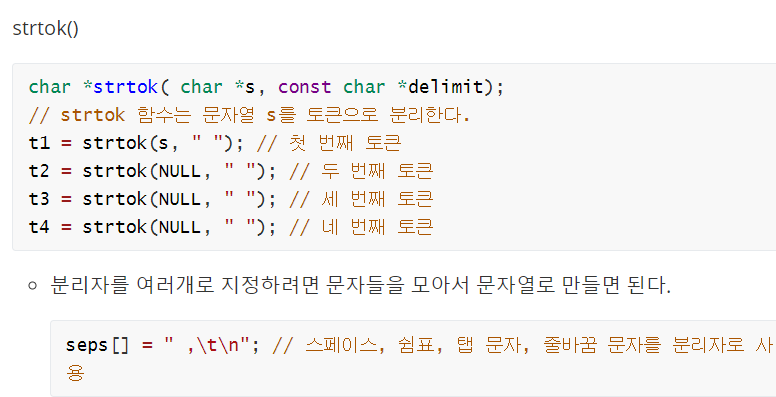 strtok()
char *strtok( char *s, const char *delimit);
// strtok 함수는 문자열 s를 토큰으로 분리한다.
t1 = strtok(s, " "); // 첫 번째 토큰
t2 = strtok(NULL, " "); // 두 번째 토큰
t3 = strtok(NULL, " "); // 세 번째 토큰
t4 = strtok(NULL, " "); // 네 번째 토큰
분리자를 여러개로 지정하려면 문자들을 모아서 문자열로 만들면 된다.
seps[] = " ,\t\n"; // 스페이스, 쉼표, 탭 문자, 줄바꿈 문자를 분리자로 사
용